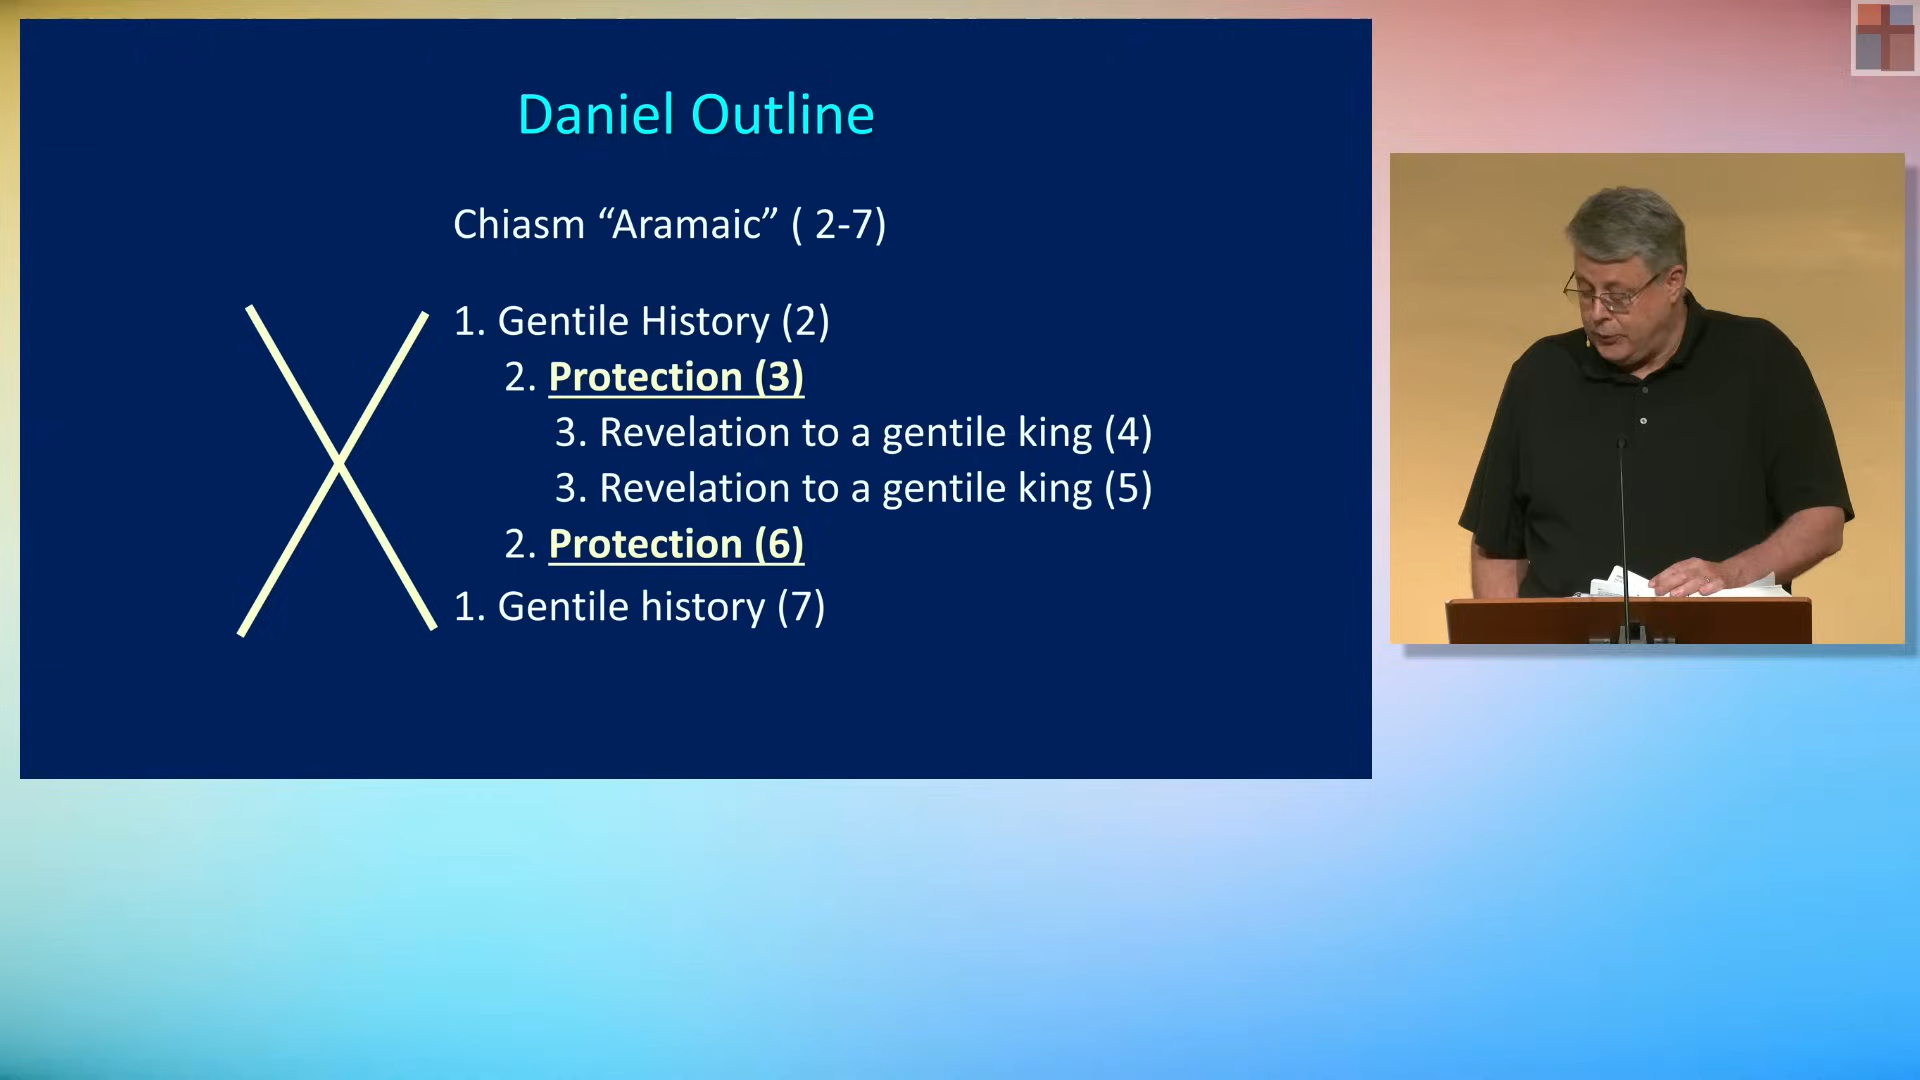 Daniel Outline
Chiasm “Aramaic” ( 2-7)
1. Gentile History (2)
2. Protection (3)
3. Revelation to a gentile king (4)
3. Revelation to a gentile king (5)
2. Protection (6)
1. Gentile history (7)